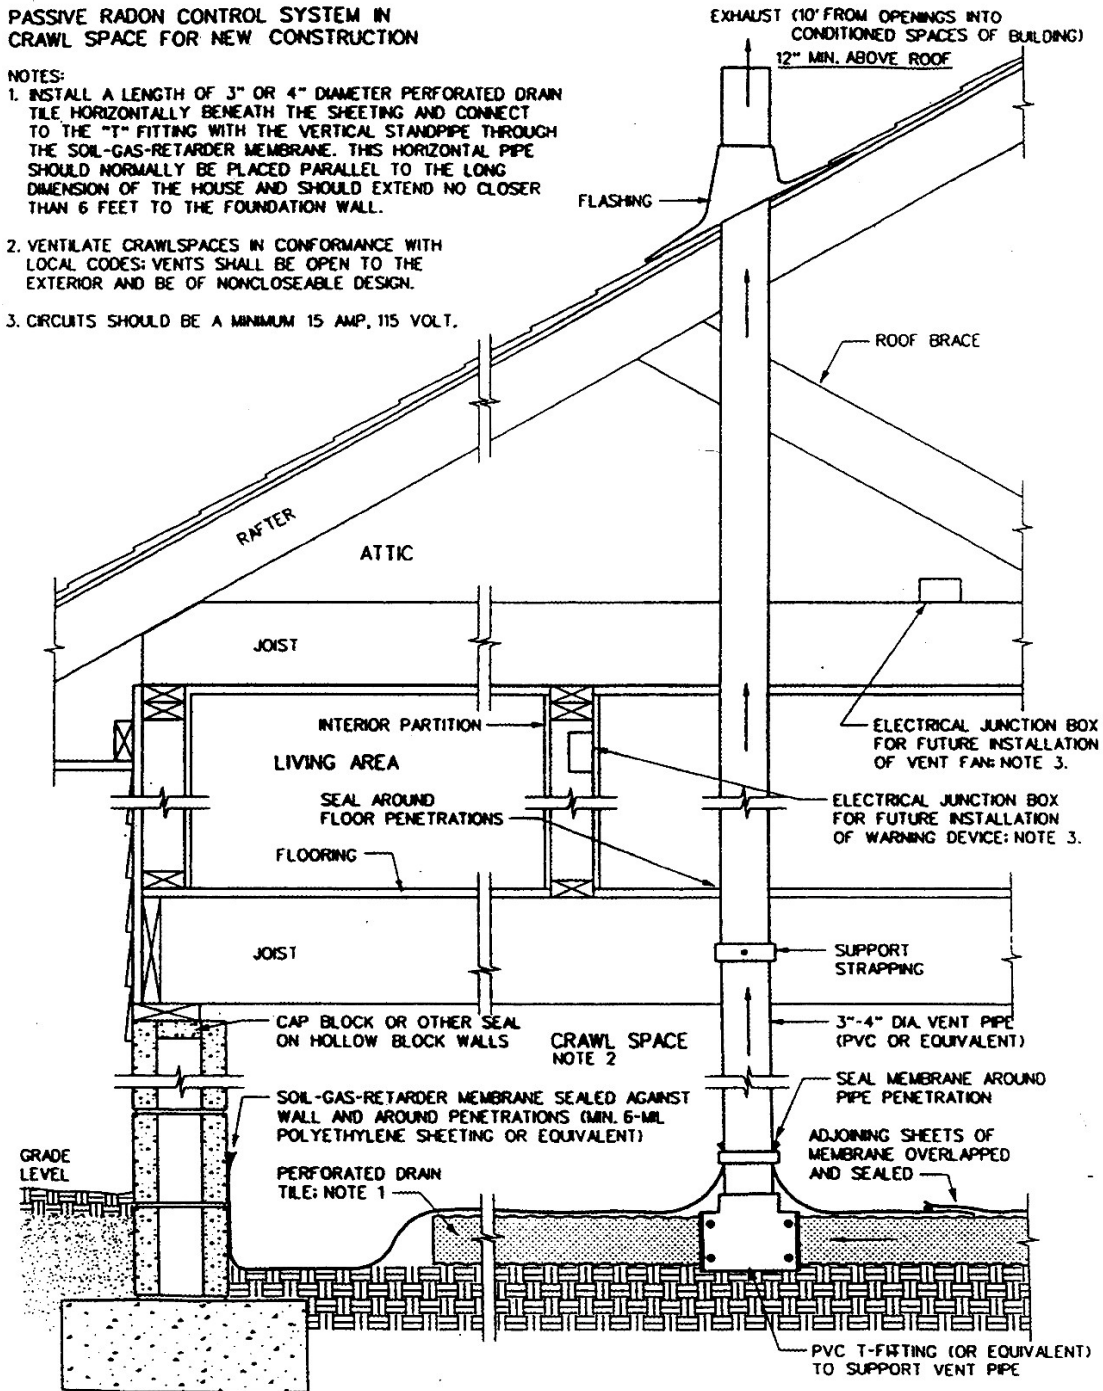 PASSIVE RADON CONTROL SYSTEM IN
CRAWL SPACE FOR NEW CONSTRUCTION
NOTES:
1. INSTALL A LENGTH OF 3" OR 4" DIAMETER PERFORATED DRAIN
TILE HORIZONTALLY BENEATH THE SHEETING AND CONNECT
TO THE "T" FITTING WITH THE VERTICAL STANDPIPE THROUGH
THE SOIL-GAS-RETARDER MEMBRANE. THIS HORIZONTAL PIPE
SHOULD NORMALLY BE PLACED PARALLEL TO THE LONG
DIMENSION OF THE HOUSE AND SHOULD EXTEND NO CLOSER
THAN 6 FEET TO THE FOUNDATION WALL.
2. VENTILATE CRAWLSPACES IN CONFORMANCE WITH
LOCAL CODES; VENTS SHALL BE OPEN TO THE
EXTERIOR AND BE OF NONCLOSEABLE DESIGN.
3. CIRCUITS SHOULD BE A MINIMUM 15 AMP, 115 VOLT.
EXHAUST (10' FROM OPENINGS INTO
CONDITIONED SPACES OF BUILDING)
12" MIN. ABOVE ROOF
FLASHING
ROOF BRACE
RAFTER
ATTIC
JOIST
INTERIOR PARTITION
LIVING AREA
ELECTRICAL JUNCTION BOX
FOR FUTURE INSTALLATION
OF VENT FAN; NOTE 3.
SEAL AROUND
FLOOR PENETRATIONS
ELECTRICAL JUNCTION BOX
FOR FUTURE INSTALLATION
OF WARNING DEVICE; NOTE 3.
FLOORING
JOIST
SUPPORT
STRAPPING
CAP BLOCK OR OTHER SEAL
ON HOLLOW BLOCK WALLS
CRAWL SPACE
NOTE 2
3"-4" DIA. VENT PIPE
(PVC OR EQUIVALENT)
SOIL-GAS-RETARDER MEMBRANE SEALED AGAINST
WALL AND AROUND PENETRATIONS (MIN. 6-MIL
POLYETHYLENE SHEETING OR EQUIVALENT)
SEAL MEMBRANE AROUND
PIPE PENETRATION
GRADE
LEVEL
PERFORATED DRAIN
TILE; NOTE 1
ADJOINING SHEETS OF
MEMBRANE OVERLAPPED
AND SEALED
PVC T-FITTING (OR EQUIVALENT)
TO SUPPORT VENT PIPE